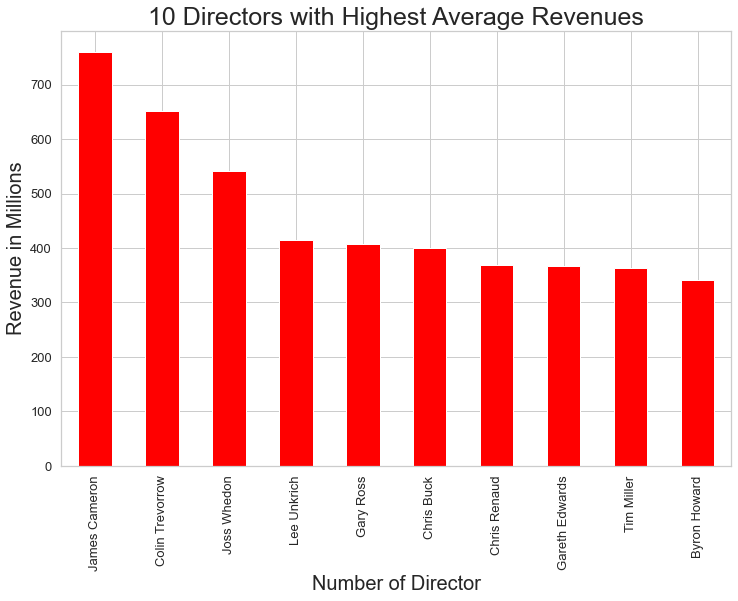 10 Directors with Highest Average Revenues
Revenue in Millions
700
600
500
400
300
200
100
0
James Cameron
Colin Trevorrow
Joss Whedon
Lee Unkrich
Gary Ross
Chris Buck
Chris Renaud
Gareth Edwards
Tim Miller
Byron Howard
Number of Director